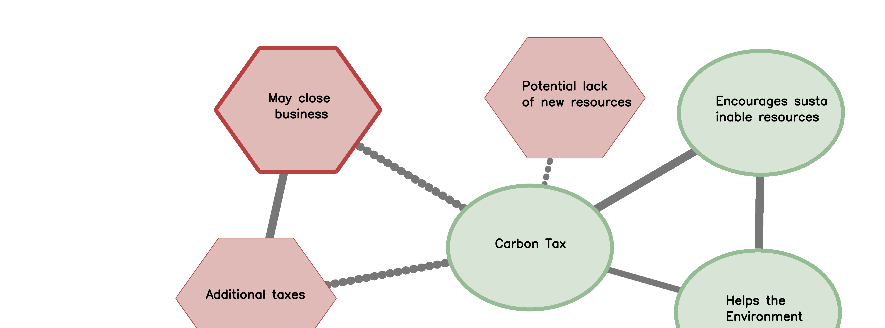 May close
business
Potential lack
of new resources
Encourages susta
inable resources
Carbon Tax
Additional taxes
Helps the
Environment